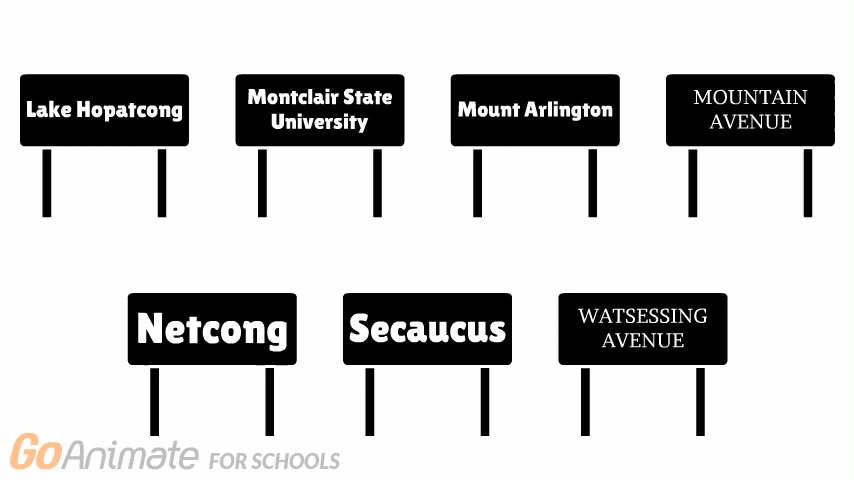 Lake Hopatcong
Montclair State
University
Mount Arlington
MOUNTAIN
AVENUE
Netcong
Secaucus
WATSESSING
AVENUE
GoAnimate FOR SCHOOLS